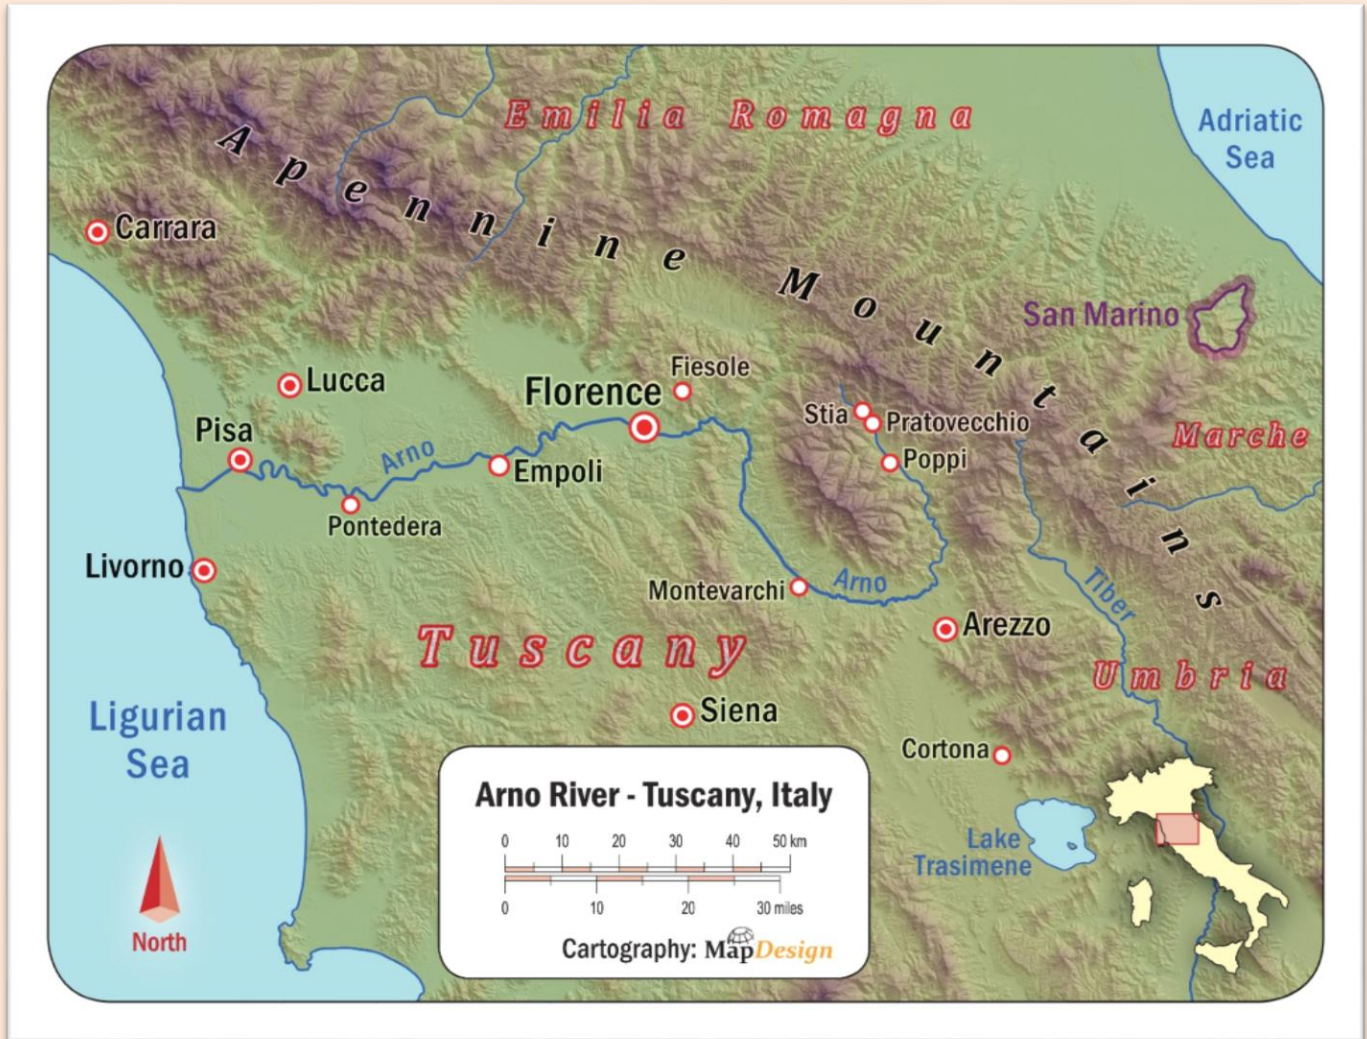 Emilia Romagna
Adriatic
Sea
Apennine Mountains
Carrara
San Marino
Fiesole
Lucca
Florence
Stia
Pratovecchio
Marche
Pisa
Arno
Poppi
Empoli
Pontedera
Livorno
Montevarchi
Arno
Tiber
Arezzo
Tuscany
Umbria
Siena
Ligurian
Sea
Cortona
Arno River - Tuscany, Italy
0 10 20 30 40 50 km
0 10 20 30 miles
Lake
Trasimene
North
Cartography: MapDesign